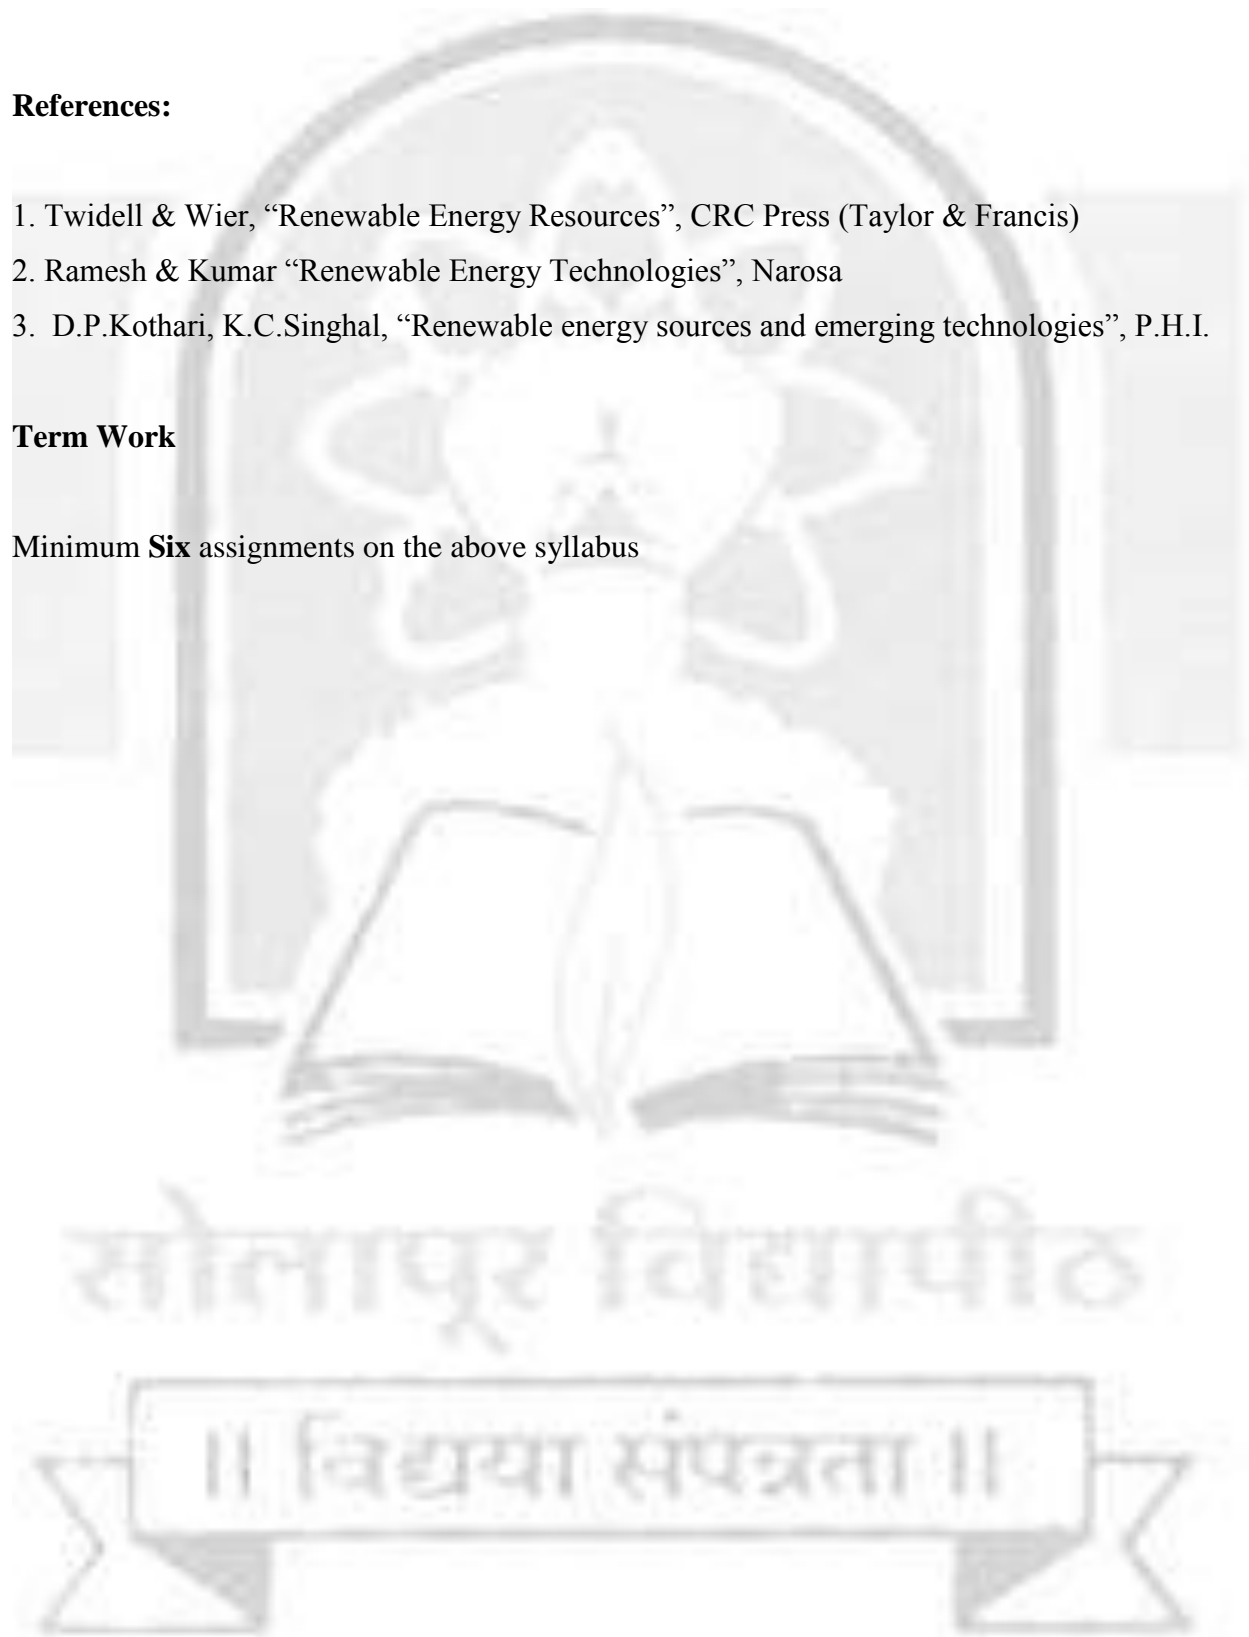 References:
1. Twidell & Wier, “Renewable Energy Resources”, CRC Press (Taylor & Francis)
2. Ramesh & Kumar “Renewable Energy Technologies”, Narosa
3.  D.P.Kothari, K.C.Singhal, “Renewable energy sources and emerging technologies”, P.H.I.
Term Work
Minimum Six assignments on the above syllabus
सोलापूर विद्यापीठ
॥ विद्यया संपन्नता ॥